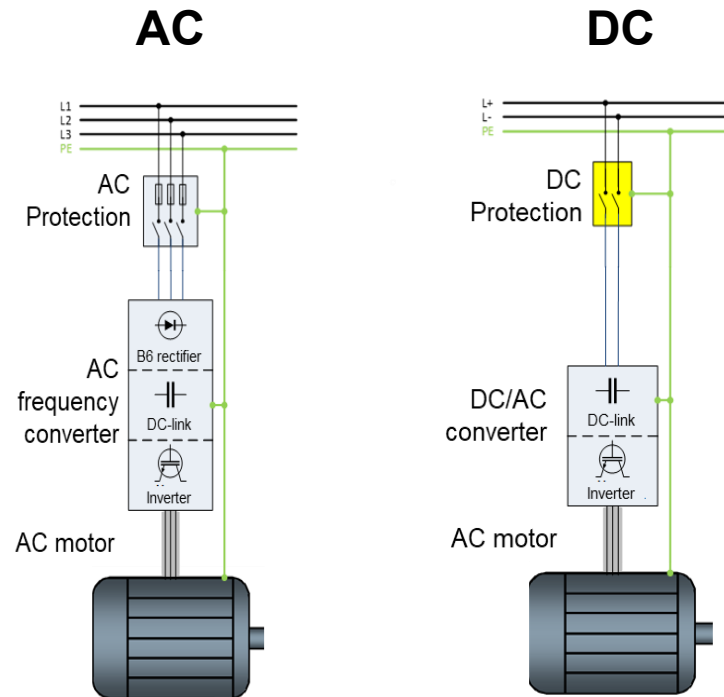 AC
L1
L2
L3
PE
AC
Protection
B6 rectifier
AC
frequency
converter
DC-link
Inverter
AC motor
DC
L+
L-
PE
DC
Protection
DC/AC
converter
DC-link
Inverter
AC motor